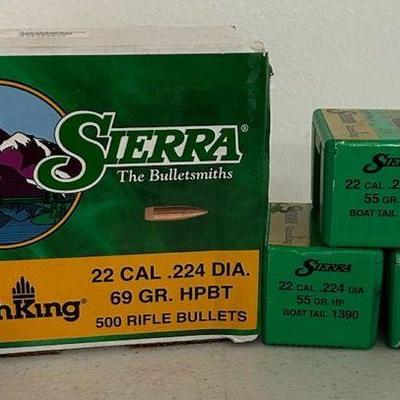 SIERRA®
The Bulletsmiths
22 CAL .224 DIA.
69 GR. HPBT
500 RIFLE BULLETS
hKing®
SIERRA
22 CAL .2
55 GR.
BOAT TAIL
SIERRA
22 CAL .224 DIA
55 GR. HP
BOAT TAIL 1390